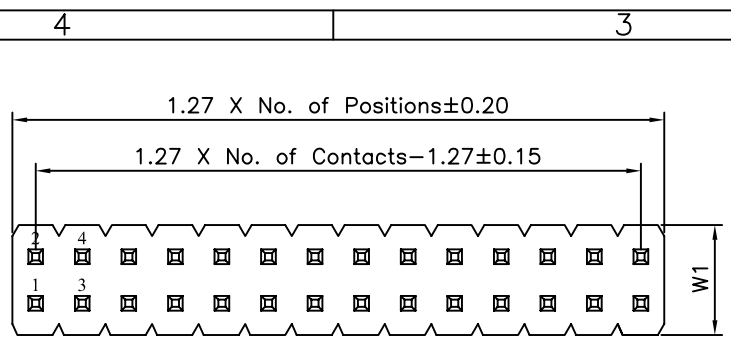 4 3
1.27 X No. of Positions±0.20
1.27 X No. of Contacts-1.27±0.15
2 4
W1
1 3